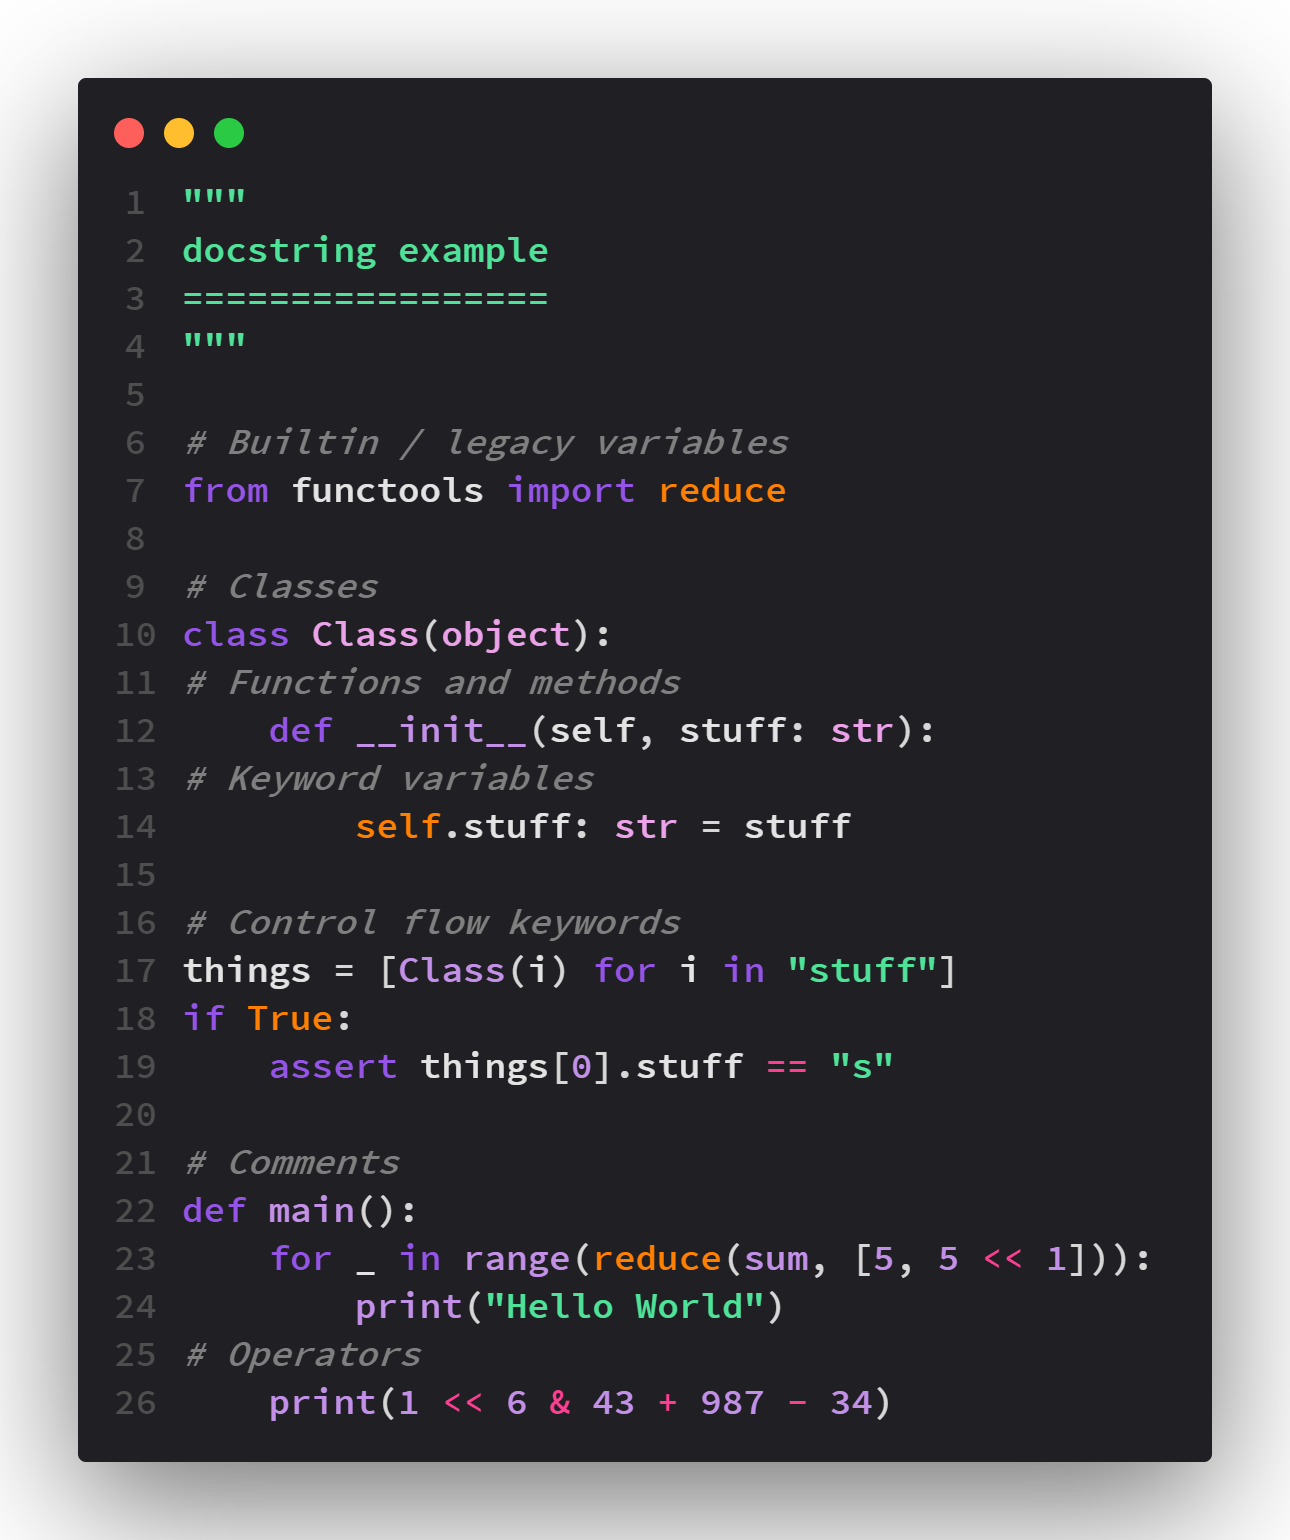 1 """
2 docstring example
3 =================
4 """
5
6 # Builtin / legacy variables
7 from functools import reduce
8
9 # Classes
10 class Class(object):
11 # Functions and methods
12     def __init__(self, stuff: str):
13 # Keyword variables
14         self.stuff: str = stuff
15
16 # Control flow keywords
17 things = [Class(i) for i in "stuff"]
18 if True:
19     assert things[0].stuff == "s"
20
21 # Comments
22 def main():
23     for _ in range(reduce(sum, [5, 5 << 1])):
24         print("Hello World")
25 # Operators
26     print(1 << 6 & 43 + 987 - 34)